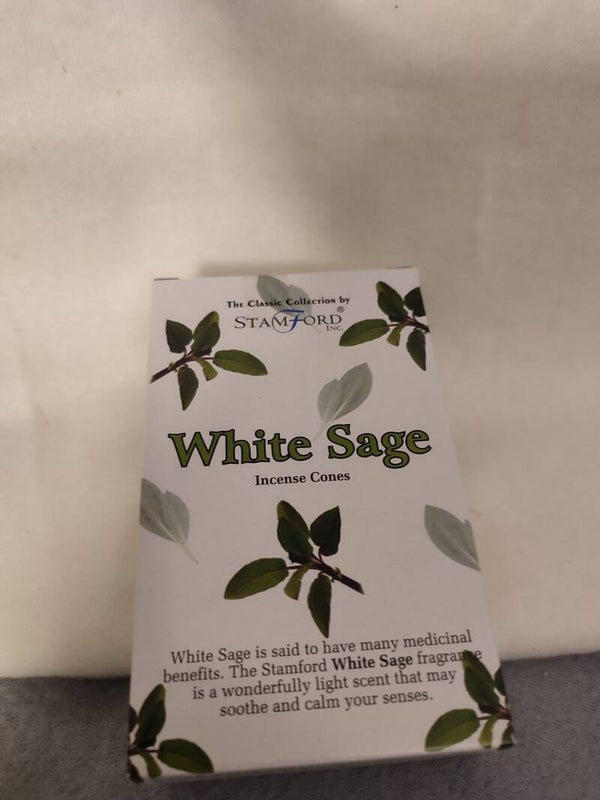 The Classic Collection by
STAMFORD®
INC.
White Sage
Incense Cones
White Sage is said to have many medicinal
benefits. The Stamford White Sage fragrance
is a wonderfully light scent that may
soothe and calm your senses.